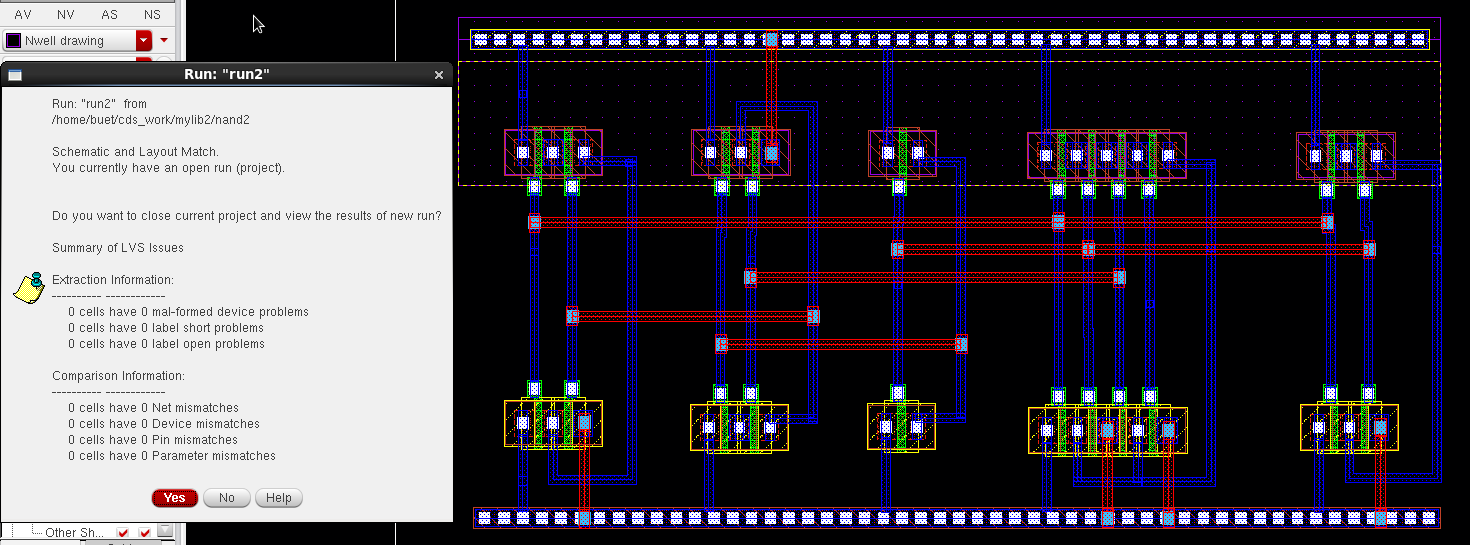 AV NV AS NS
Nwell drawing
Run: "run2"
Run: "run2" from
/home/buet/cds_work/mylib2/nand2
Schematic and Layout Match.
You currently have an open run (project).
Do you want to close current project and view the results of new run?
Summary of LVS Issues
Extraction Information:
---------- ------------
0 cells have 0 mal-formed device problems
0 cells have 0 label short problems
0 cells have 0 label open problems
Comparison Information:
---------- ------------
0 cells have 0 Net mismatches
0 cells have 0 Device mismatches
0 cells have 0 Pin mismatches
0 cells have 0 Parameter mismatches
Yes No Help
Other Sh...